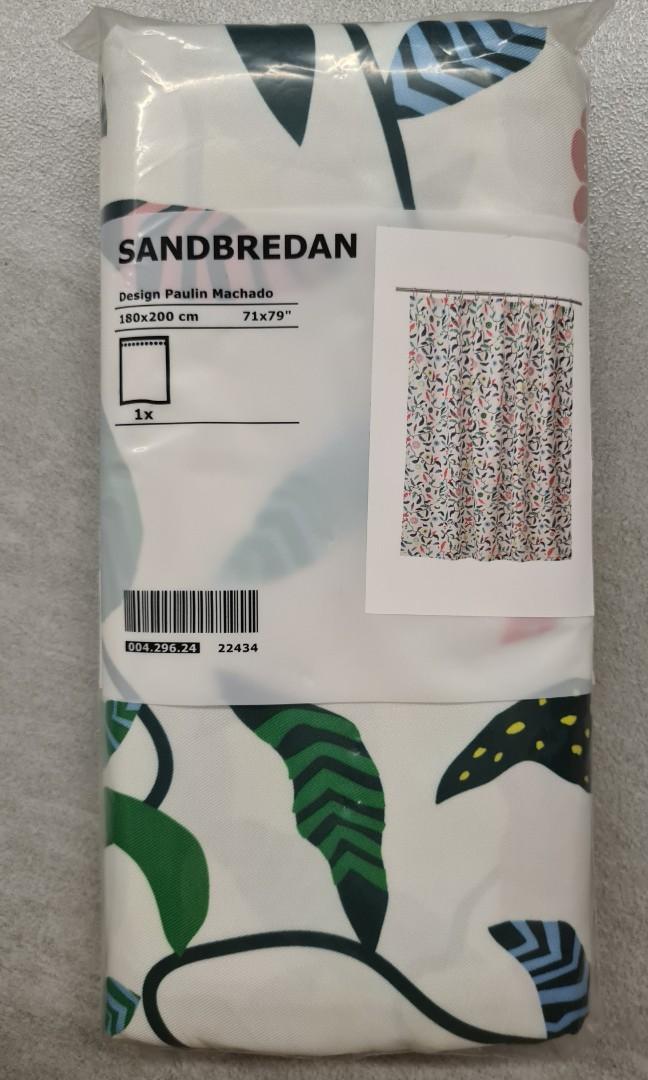 SANDBREDAN
Design Paulin Machado
180x200 cm 71x79"
1x
004.296.24 22434